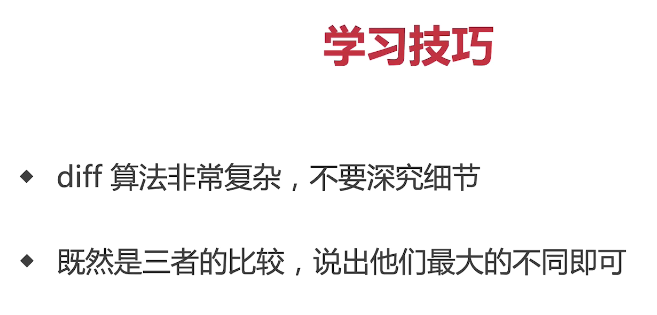 学习技巧
◆ diff 算法非常复杂，不要深究细节
◆ 既然是三者的比较，说出他们最大的不同即可